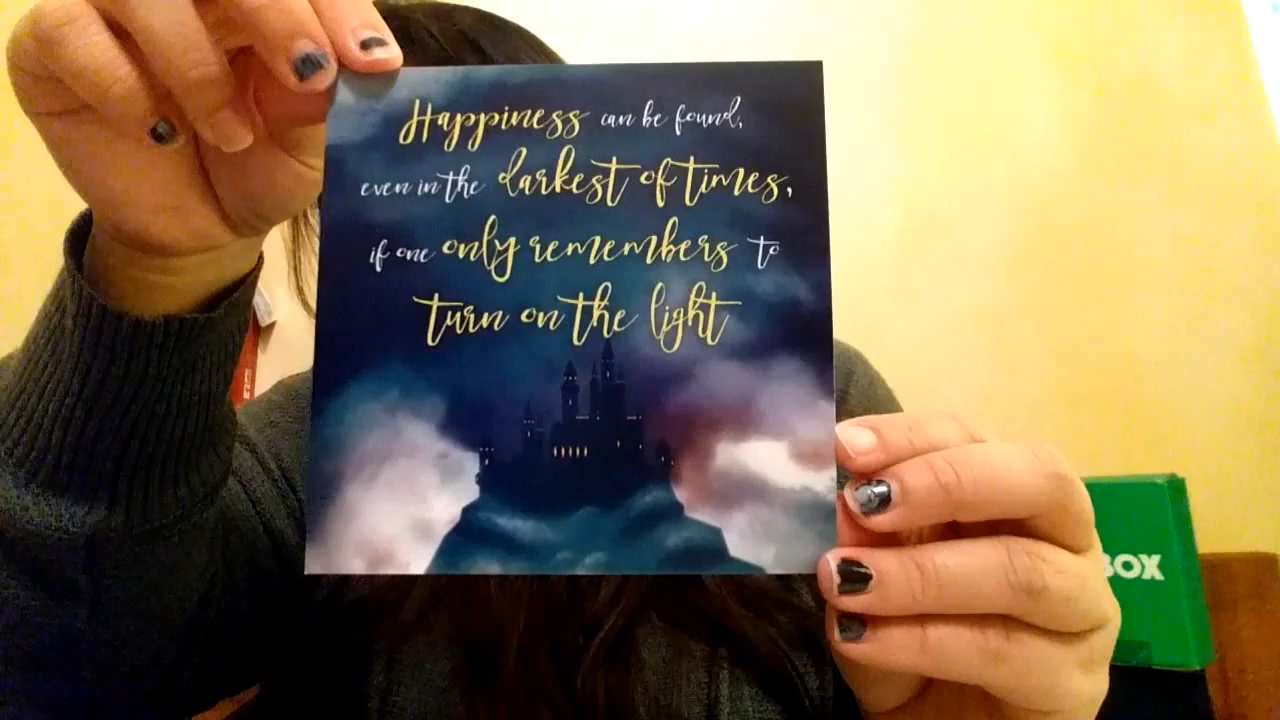 Happiness can be found,
even in the darkest of times,
if one only remembers to
turn on the light
BOX